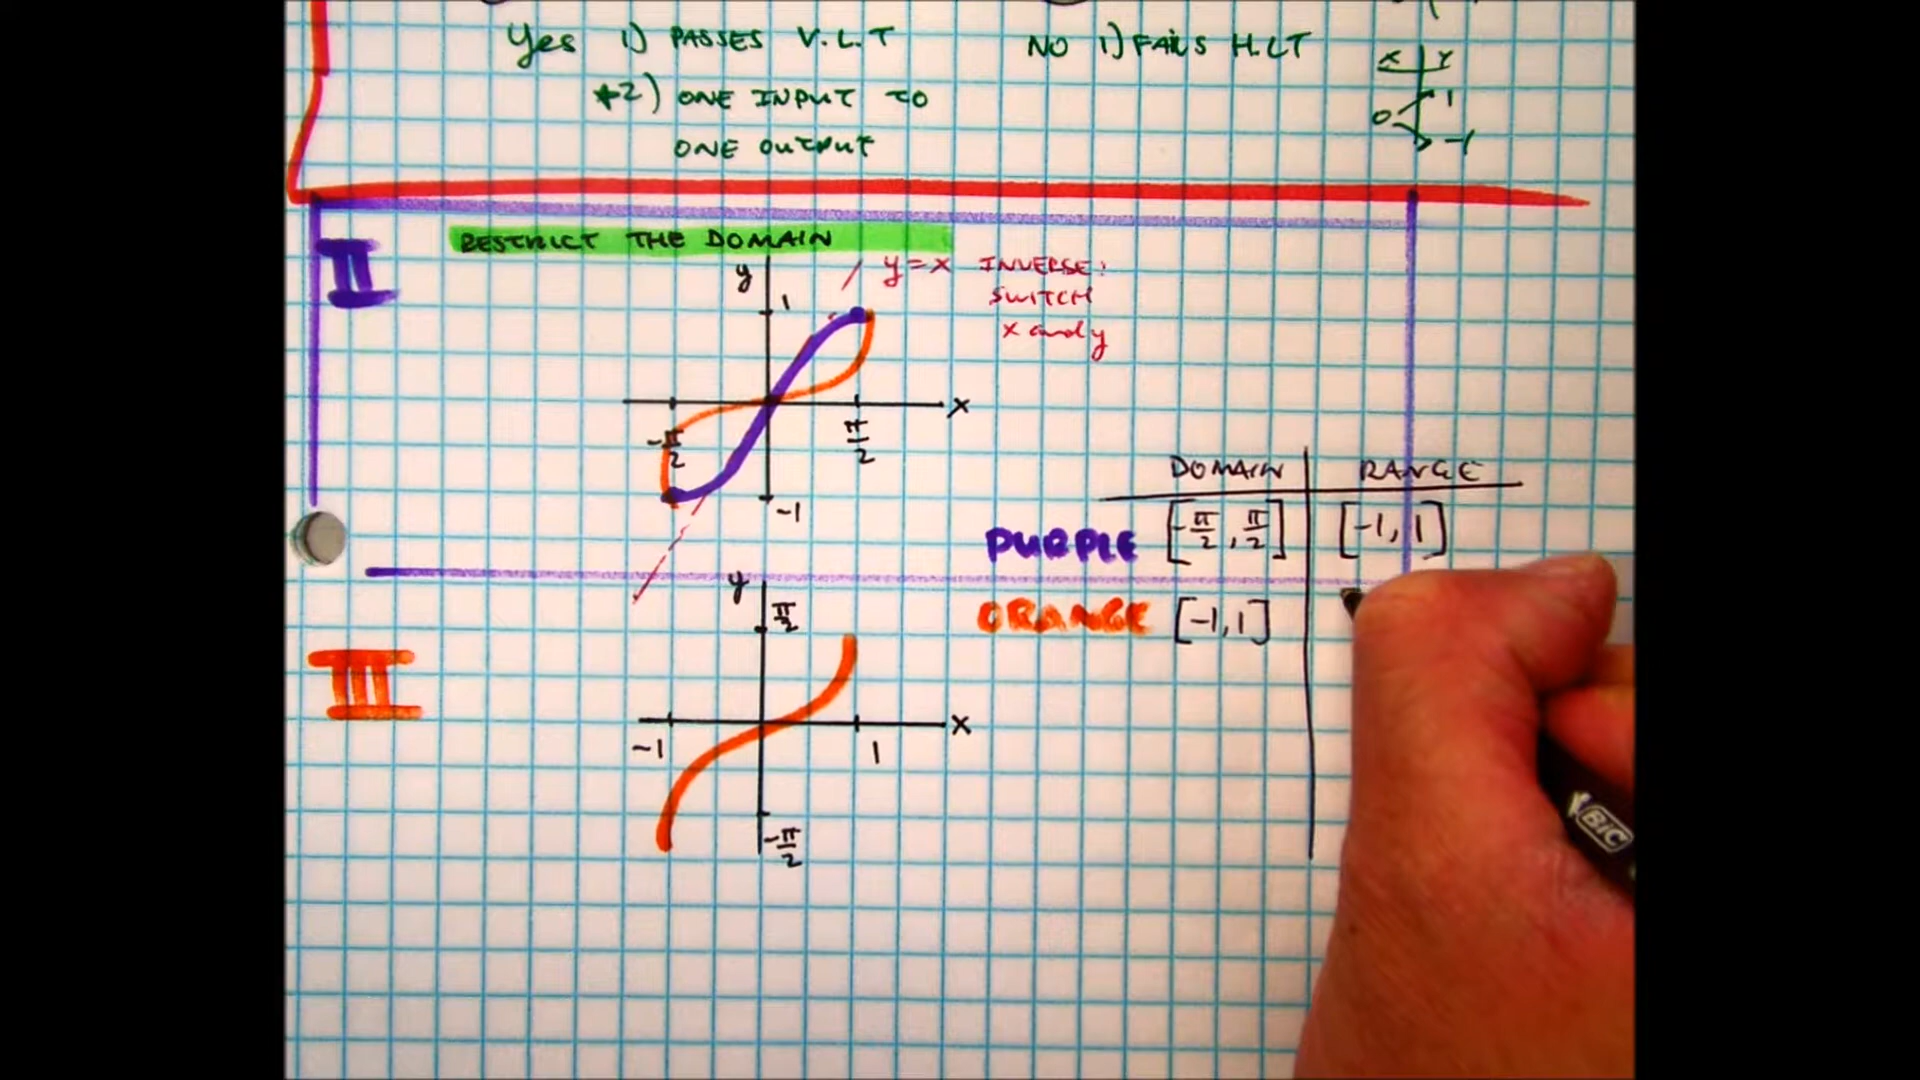 Yes 1) PASSES V.L.T
*2) ONE INPUT TO
ONE OUTPUT
NO 1) FAILS H.L.T
X Y
1
0
-1
II
RESTRICT THE DOMAIN
y
y=x
INVERSE:
SWITCH
x and y
1
x
-π/2
π/2
-1
DOMAIN RANGE
PURPLE [-π/2, π/2] [-1, 1]
ORANGE [-1, 1]
III
y
π/2
x
-1
1
-π/2
BIC